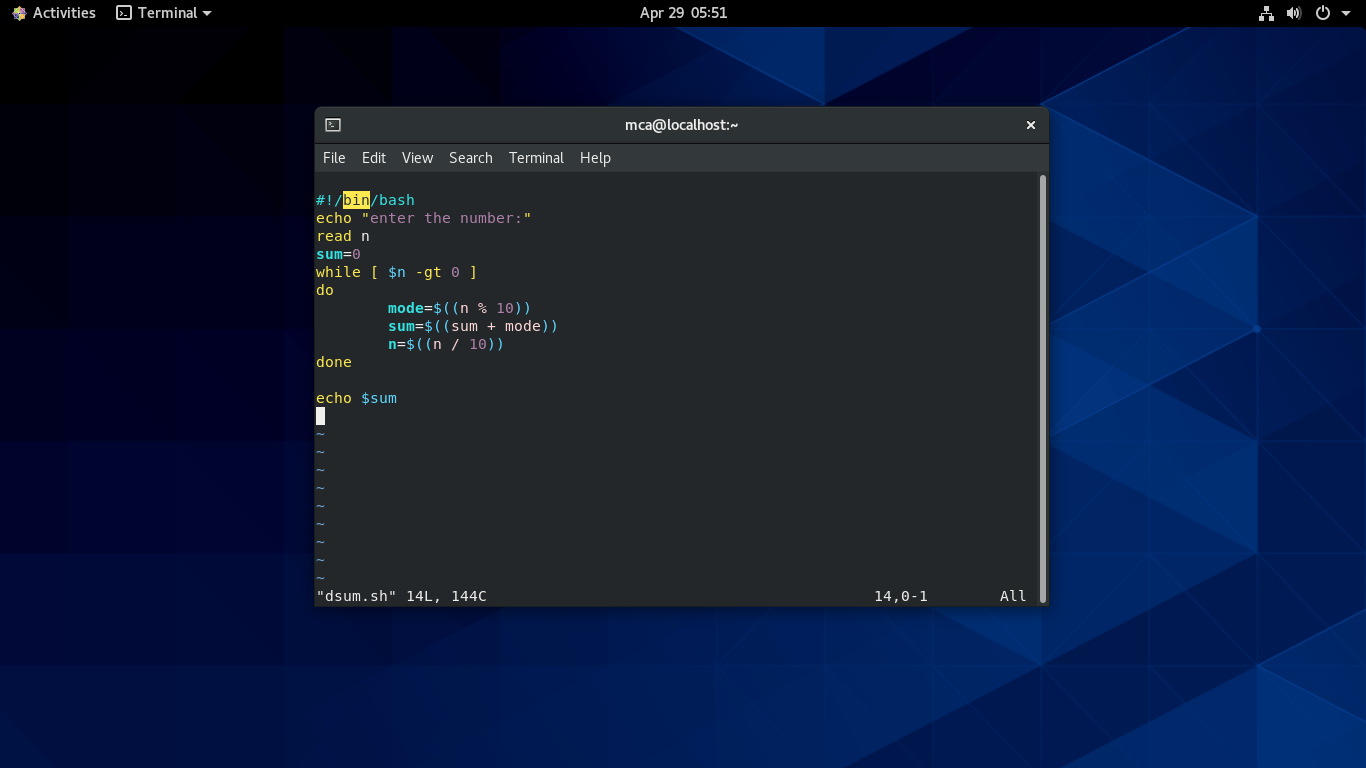 Activities Terminal Apr 29 05:51
mca@localhost:~
File Edit View Search Terminal Help
#!/bin/bash
echo "enter the number:"
read n
sum=0
while [ $n -gt 0 ]
do
        mode=$((n % 10))
        sum=$((sum + mode))
        n=$((n / 10))
done
echo $sum
~
~
~
~
~
~
~
~
~
"dsum.sh" 14L, 144C 14,0-1 All